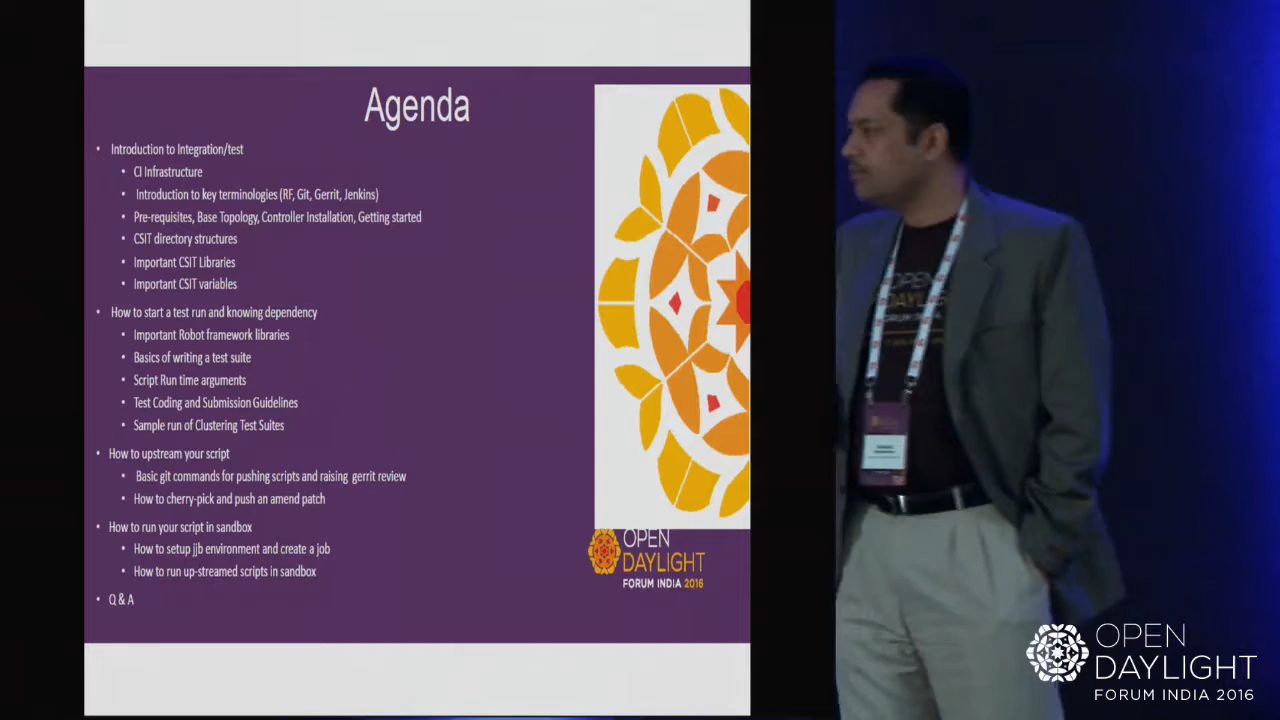 Agenda
• Introduction to Integration/test
• CI Infrastructure
• Introduction to key terminologies (RF, Git, Gerrit, Jenkins)
• Pre-requisites, Base Topology, Controller Installation, Getting started
• CSIT directory structures
• Important CSIT Libraries
• Important CSIT variables
• How to start a test run and knowing dependency
• Important Robot framework libraries
• Basics of writing a test suite
• Script Run time arguments
• Test Coding and Submission Guidelines
• Sample run of Clustering Test Suites
• How to upstream your script
• Basic git commands for pushing scripts and raising gerrit review
• How to cherry-pick and push an amend patch
• How to run your script in sandbox
• How to setup jjb environment and create a job
• How to run up-streamed scripts in sandbox
• Q & A
OPEN
DAYLIGHT
FORUM INDIA 2016
OPEN
DAYLIGHT
OPEN
DAYLIGHT
FORUM INDIA 2016